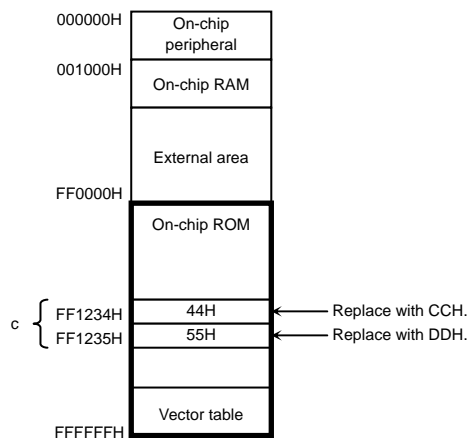 000000H
On-chip
peripheral
001000H
On-chip RAM
External area
FF0000H
On-chip ROM
c
FF1234H
44H
Replace with CCH.
FF1235H
55H
Replace with DDH.
Vector table
FFFFFFH